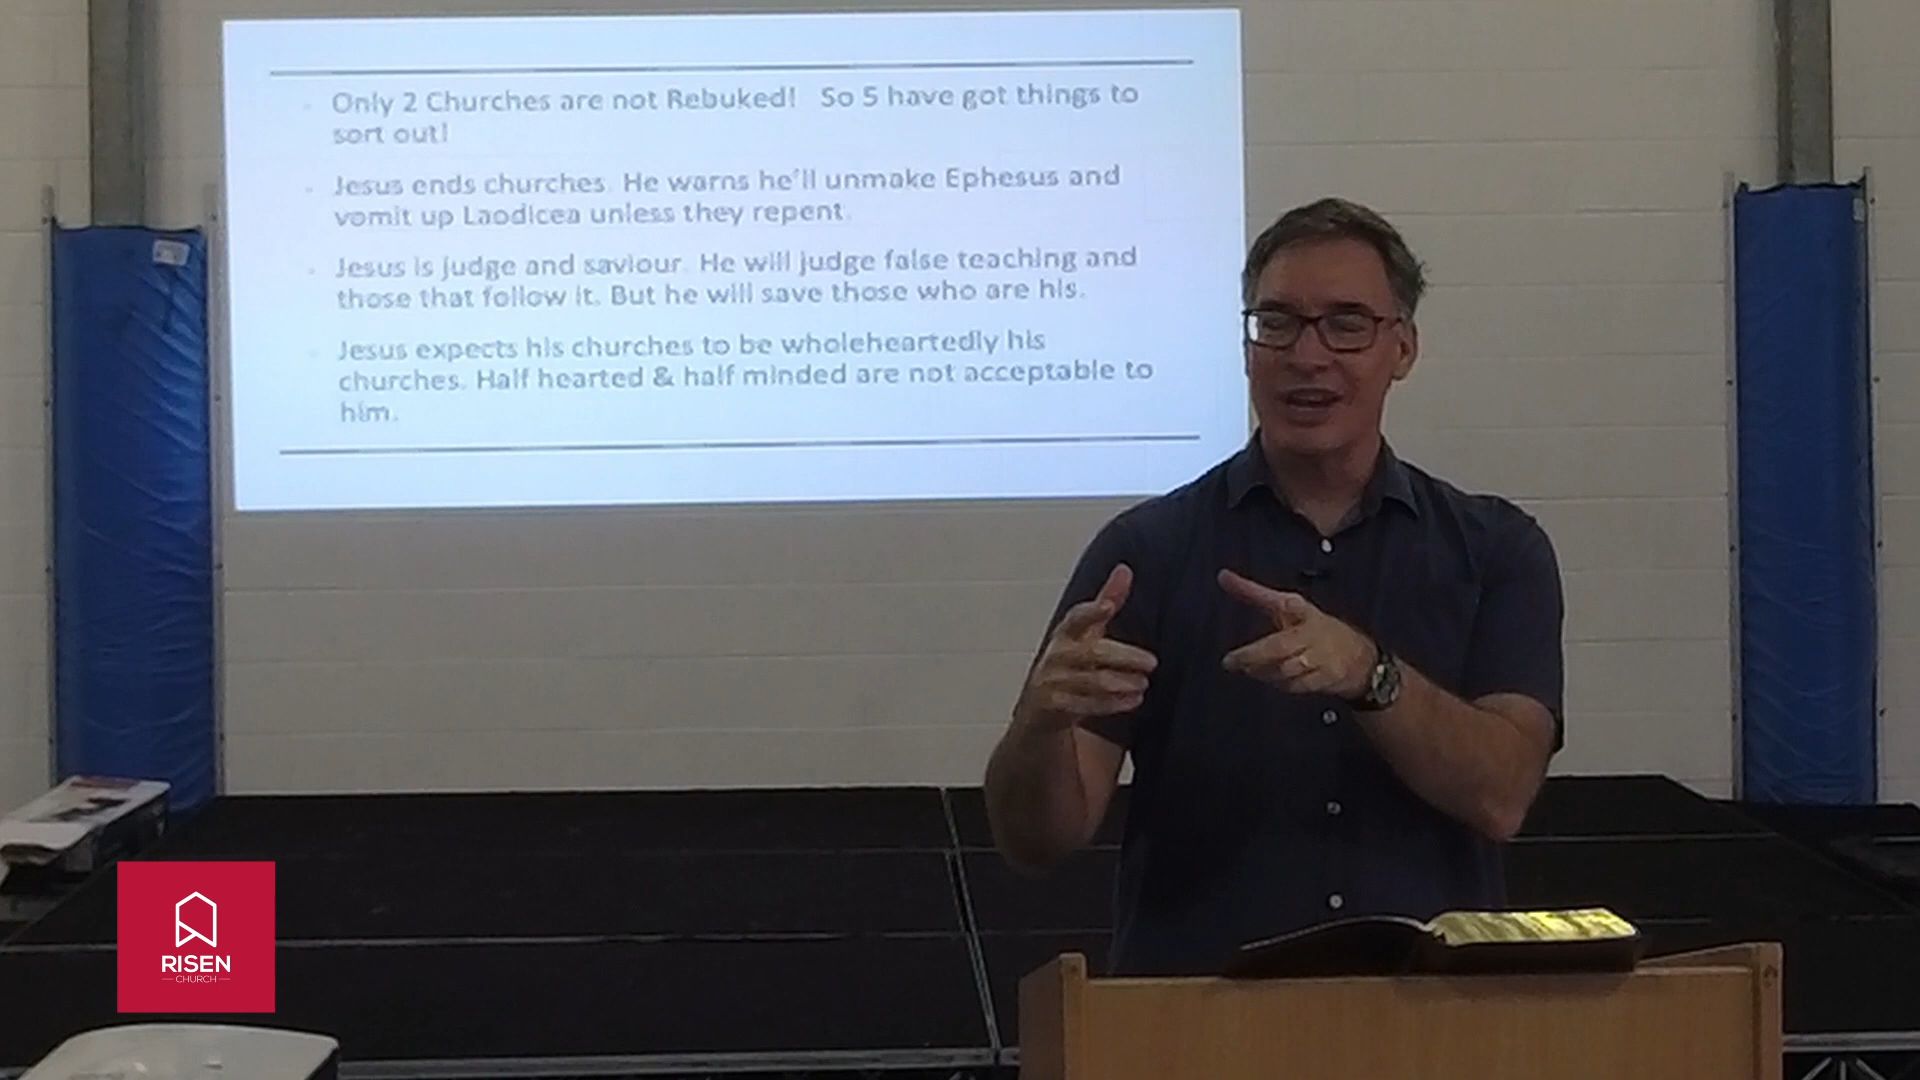 Only 2 Churches are not Rebuked! So 5 have got things to
sort out!
Jesus ends churches. He warns he'll unmake Ephesus and
vomit up Laodicea unless they repent.
Jesus is judge and saviour. He will judge false teaching and
those that follow it. But he will save those who are his.
Jesus expects his churches to be wholeheartedly his
churches. Half hearted & half minded are not acceptable to
him.
RISEN
CHURCH